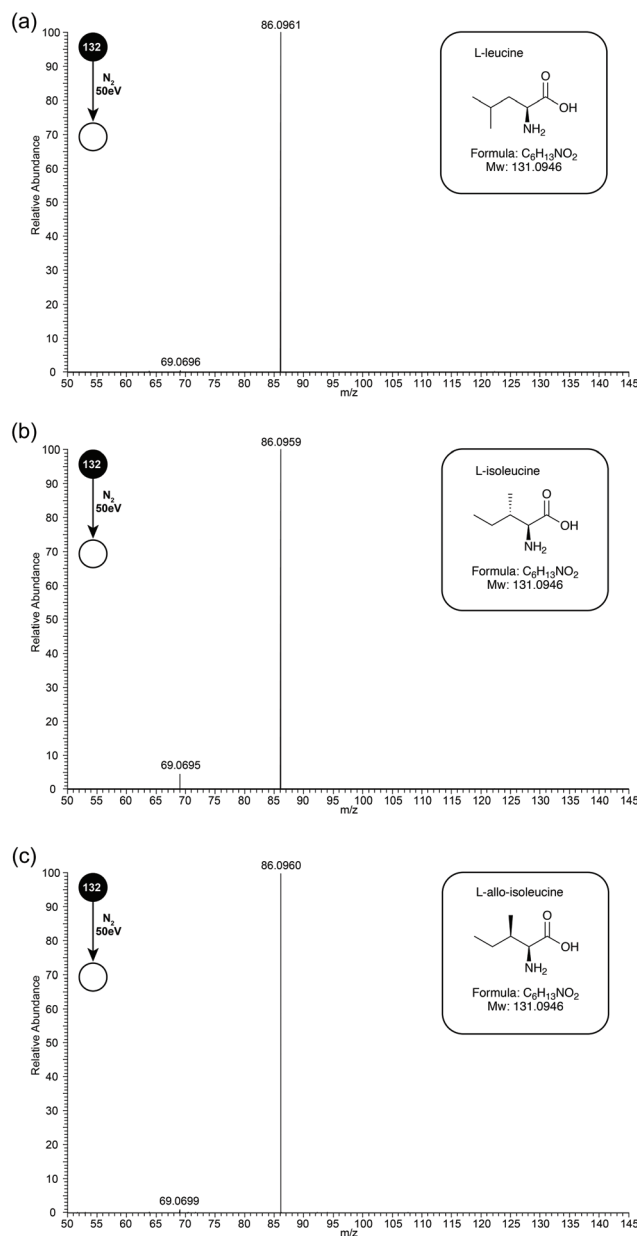 (a)
86.0961
100
90
80
70
60
50
40
30
20
10
0
Relative Abundance
132
N2
50eV
L-leucine
O
OH
NH2
Formula: C6H13NO2
Mw: 131.0946
69.0696
50 55 60 65 70 75 80 85 90 95 100 105 110 115 120 125 130 135 140 145
m/z
(b)
86.0959
100
90
80
70
60
50
40
30
20
10
0
Relative Abundance
132
N2
50eV
L-isoleucine
O
OH
NH2
Formula: C6H13NO2
Mw: 131.0946
69.0695
50 55 60 65 70 75 80 85 90 95 100 105 110 115 120 125 130 135 140 145
m/z
(c)
86.0960
100
90
80
70
60
50
40
30
20
10
0
Relative Abundance
132
N2
50eV
L-allo-isoleucine
O
OH
NH2
Formula: C6H13NO2
Mw: 131.0946
69.0699
50 55 60 65 70 75 80 85 90 95 100 105 110 115 120 125 130 135 140 145
m/z